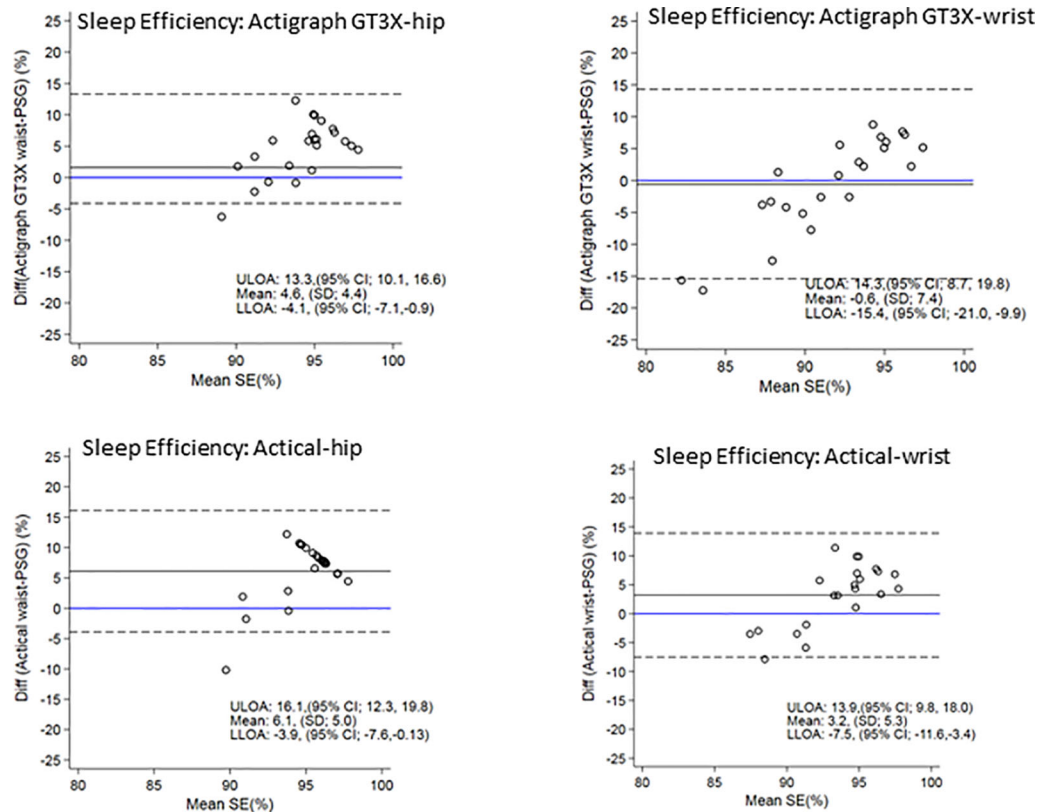 Sleep Efficiency: Actigraph GT3X-hip
Diff(Actigraph GT3X waist-PSG) (%)
25
20
15
10
5
0
-5
-10
-15
-20
-25
ULOA: 13.3,(95% CI; 10.1, 16.6)
Mean: 4.6, (SD; 4.4)
LLOA: -4.1, (95% CI; -7.1,-0.9)
80 85 90 95 100
Mean SE(%)
Sleep Efficiency: Actigraph GT3X-wrist
Diff (Actigraph GT3X wrist-PSG) (%)
25
20
15
10
5
0
-5
-10
-15
-20
-25
ULOA: 14.3,(95% CI; 8.7, 19.8)
Mean: -0.6, (SD; 7.4)
LLOA: -15.4, (95% CI; -21.0, -9.9)
80 85 90 95 100
Mean SE(%)
Sleep Efficiency: Actical-hip
Diff (Actical waist-PSG) (%)
25
20
15
10
5
0
-5
-10
-15
-20
-25
ULOA: 16.1,(95% CI; 12.3, 19.8)
Mean: 6.1, (SD; 5.0)
LLOA: -3.9, (95% CI; -7.6,-0.13)
80 85 90 95 100
Mean SE(%)
Sleep Efficiency: Actical-wrist
Diff (Actical wrist-PSG) (%)
25
20
15
10
5
0
-5
-10
-15
-20
-25
ULOA: 13.9,(95% CI; 9.8, 18.0)
Mean: 3.2, (SD; 5.3)
LLOA: -7.5, (95% CI; -11.6,-3.4)
80 85 90 95 100
Mean SE(%)